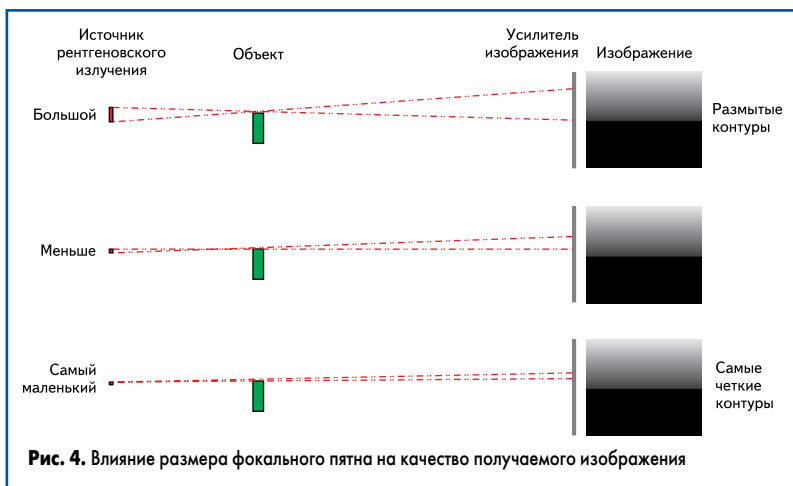 Источник
рентгеновского
излучения
Объект
Усилитель
изображения
Изображение
Большой
Размытые
контуры
Меньше
Самый
маленький
Самые
четкие
контуры
Рис. 4. Влияние размера фокального пятна на качество получаемого изображения